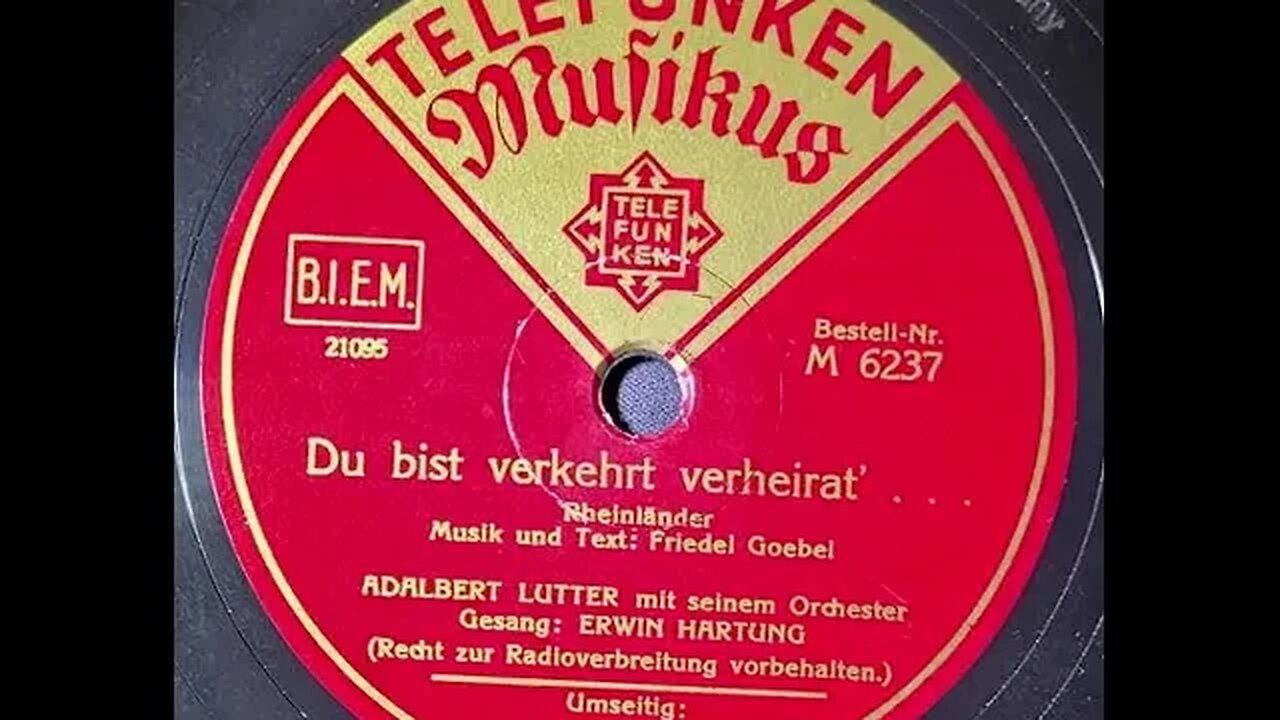 any
TELEFUNKEN
Musikus
TELE
FUN
KEN
B.I.E.M.
21095
Bestell-Nr.
M 6237
Du bist verkehrt verheirat' . . .
Rheinländer
Musik und Text: Friedel Goebel
ADALBERT LUTTER mit seinem Orchester
Gesang: ERWIN HARTUNG
(Recht zur Radioverbreitung vorbehalten.)
Umseitig: